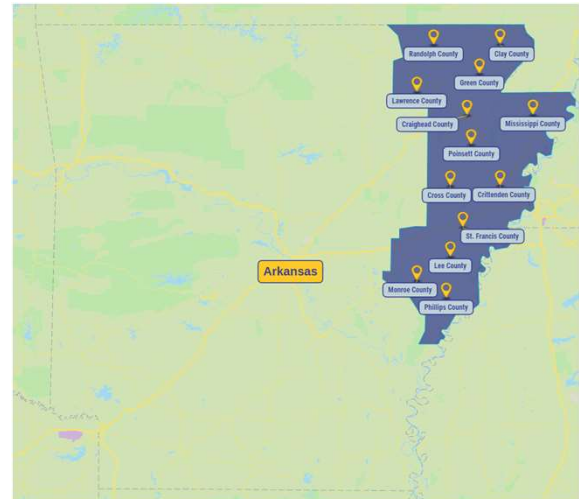 Randolph County
Clay County
Green County
Lawrence County
Craighead County
Mississippi County
Poinsett County
Cross County
Crittenden County
St. Francis County
Lee County
Arkansas
Monroe County
Phillips County